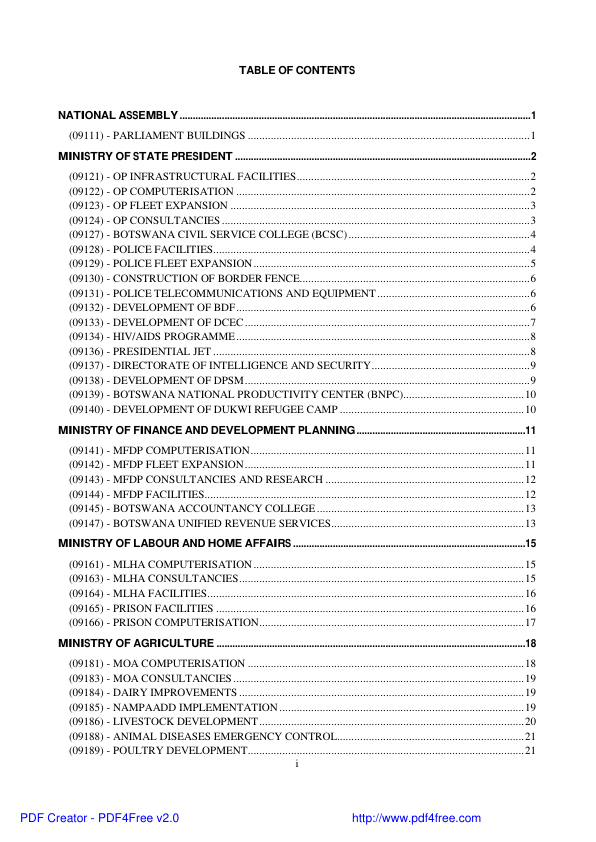 TABLE OF CONTENTS
NATIONAL ASSEMBLY ........ 1
(09111) - PARLIAMENT BUILDINGS ........ 1
MINISTRY OF STATE PRESIDENT ........ 2
(09121) - OP INFRASTRUCTURAL FACILITIES ........ 2
(09122) - OP COMPUTERISATION ........ 2
(09123) - OP FLEET EXPANSION ........ 3
(09124) - OP CONSULTANCIES ........ 3
(09127) - BOTSWANA CIVIL SERVICE COLLEGE (BCSC) ........ 4
(09128) - POLICE FACILITIES ........ 4
(09129) - POLICE FLEET EXPANSION ........ 5
(09130) - CONSTRUCTION OF BORDER FENCE ........ 6
(09131) - POLICE TELECOMMUNICATIONS AND EQUIPMENT ........ 6
(09132) - DEVELOPMENT OF BDF ........ 6
(09133) - DEVELOPMENT OF DCEC ........ 7
(09134) - HIV/AIDS PROGRAMME ........ 8
(09136) - PRESIDENTIAL JET ........ 8
(09137) - DIRECTORATE OF INTELLIGENCE AND SECURITY ........ 9
(09138) - DEVELOPMENT OF DPSM ........ 9
(09139) - BOTSWANA NATIONAL PRODUCTIVITY CENTER (BNPC) ........ 10
(09140) - DEVELOPMENT OF DUKWI REFUGEE CAMP ........ 10
MINISTRY OF FINANCE AND DEVELOPMENT PLANNING ........ 11
(09141) - MFDP COMPUTERISATION ........ 11
(09142) - MFDP FLEET EXPANSION ........ 11
(09143) - MFDP CONSULTANCIES AND RESEARCH ........ 12
(09144) - MFDP FACILITIES ........ 12
(09145) - BOTSWANA ACCOUNTANCY COLLEGE ........ 13
(09147) - BOTSWANA UNIFIED REVENUE SERVICES ........ 13
MINISTRY OF LABOUR AND HOME AFFAIRS ........ 15
(09161) - MLHA COMPUTERISATION ........ 15
(09163) - MLHA CONSULTANCIES ........ 15
(09164) - MLHA FACILITIES ........ 16
(09165) - PRISON FACILITIES ........ 16
(09166) - PRISON COMPUTERISATION ........ 17
MINISTRY OF AGRICULTURE ........ 18
(09181) - MOA COMPUTERISATION ........ 18
(09183) - MOA CONSULTANCIES ........ 19
(09184) - DAIRY IMPROVEMENTS ........ 19
(09185) - NAMPAADD IMPLEMENTATION ........ 19
(09186) - LIVESTOCK DEVELOPMENT ........ 20
(09188) - ANIMAL DISEASES EMERGENCY CONTROL ........ 21
(09189) - POULTRY DEVELOPMENT ........ 21
i
PDF Creator - PDF4Free v2.0 http://www.pdf4free.com